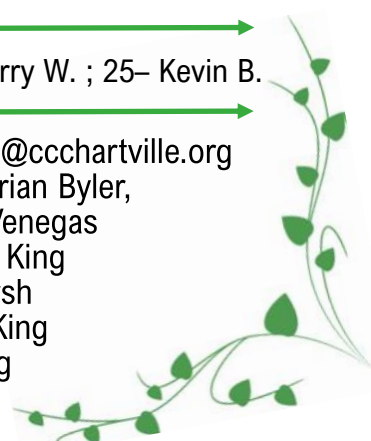 rry W. ; 25– Kevin B.
@ccchartville.org
rian Byler,
Venegas
King
sh
King
g